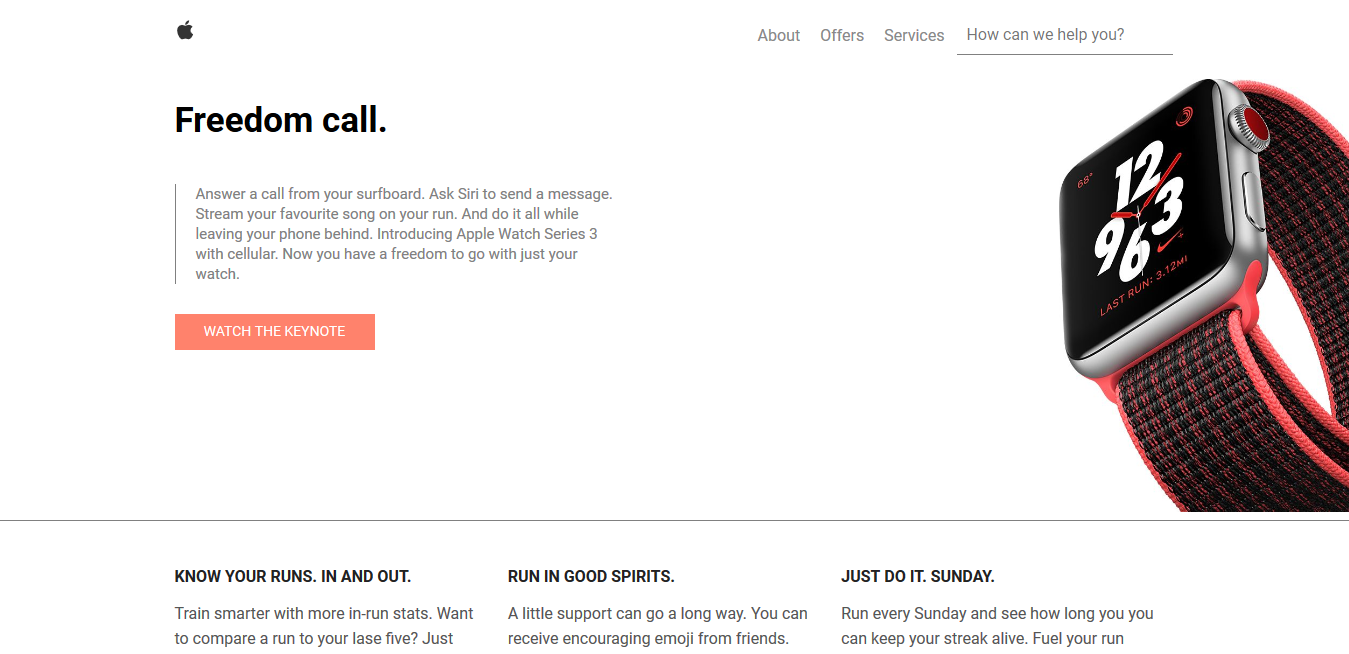 About Offers Services How can we help you?
Freedom call.
Answer a call from your surfboard. Ask Siri to send a message.
Stream your favourite song on your run. And do it all while
leaving your phone behind. Introducing Apple Watch Series 3
with cellular. Now you have a freedom to go with just your
watch.
WATCH THE KEYNOTE
68°
12
3
9
6
LAST RUN: 3.12MI
KNOW YOUR RUNS. IN AND OUT.
Train smarter with more in-run stats. Want
to compare a run to your lase five? Just
RUN IN GOOD SPIRITS.
A little support can go a long way. You can
receive encouraging emoji from friends.
JUST DO IT. SUNDAY.
Run every Sunday and see how long you you
can keep your streak alive. Fuel your run